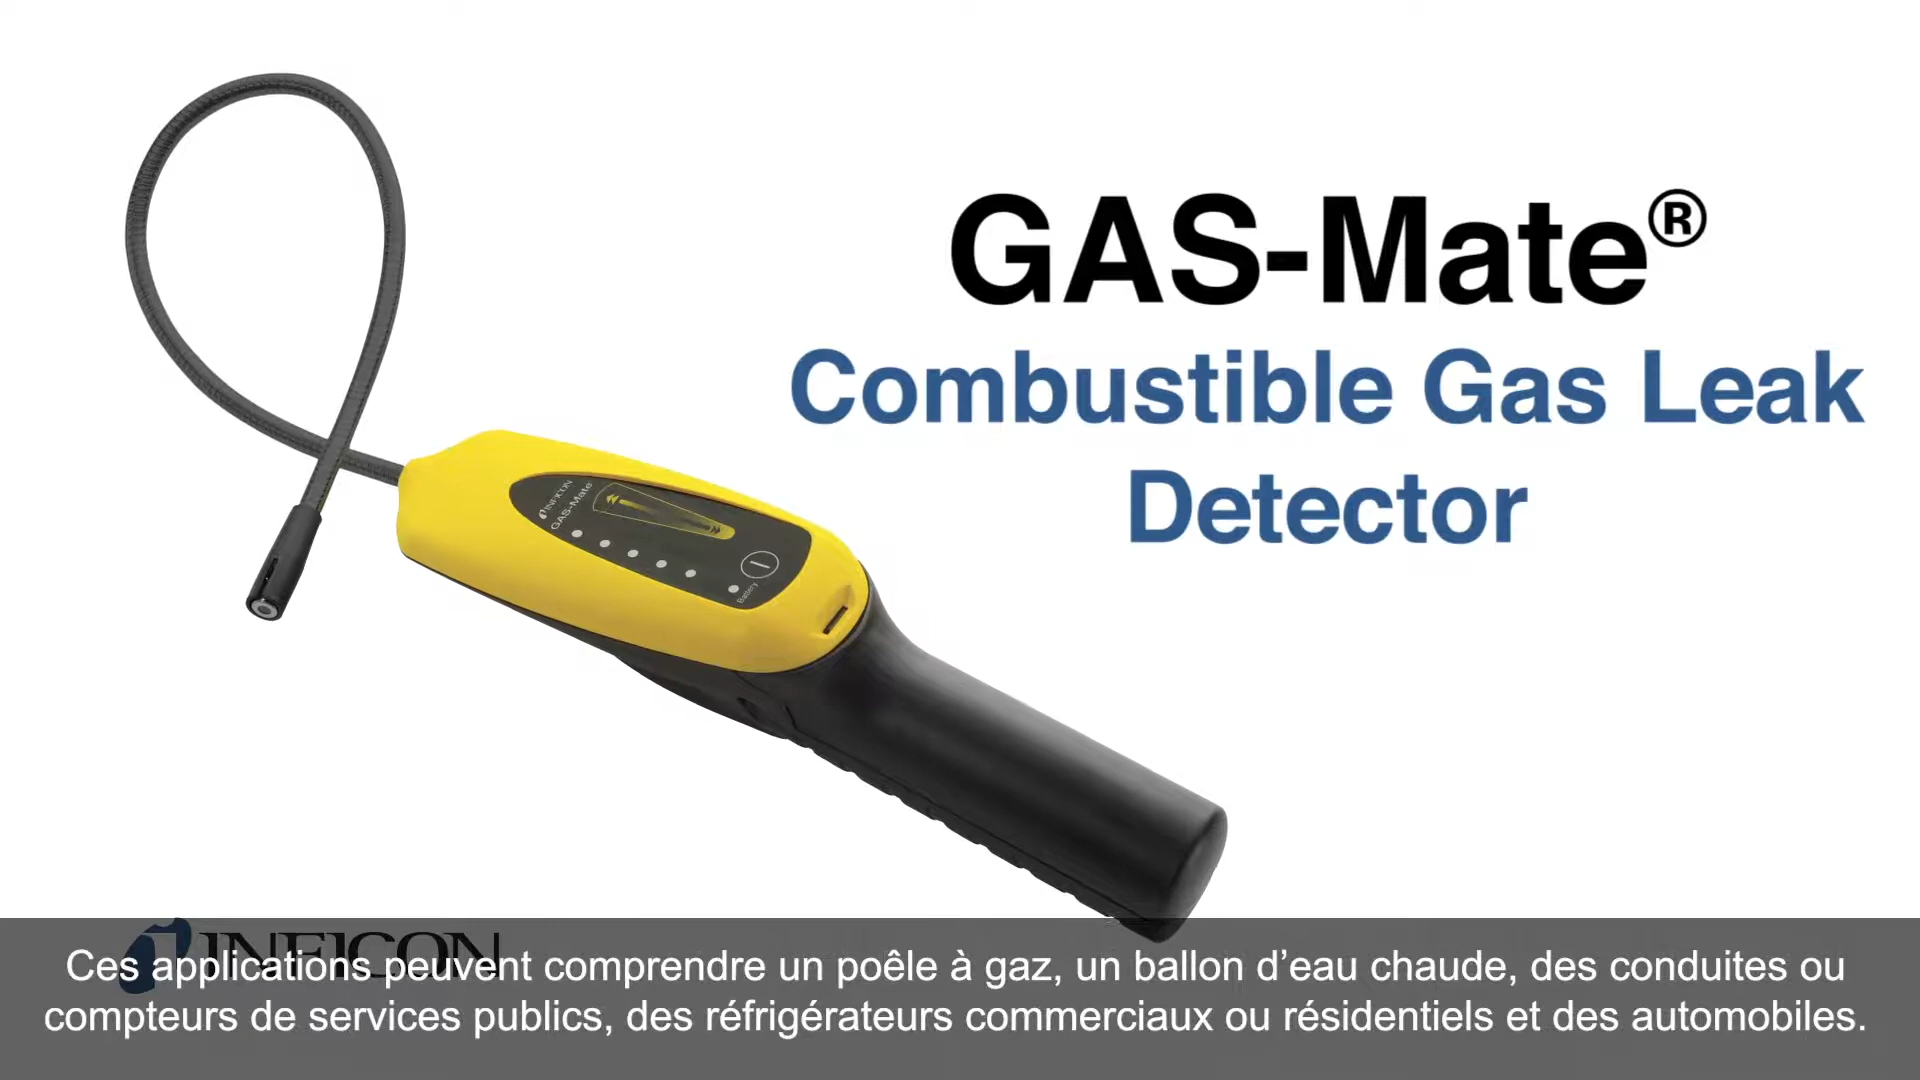 GAS-Mate®
Combustible Gas Leak
Detector
INFICON
GAS-Mate
Battery
INFICON
Ces applications peuvent comprendre un poêle à gaz, un ballon d’eau chaude, des conduites ou
compteurs de services publics, des réfrigérateurs commerciaux ou résidentiels et des automobiles.